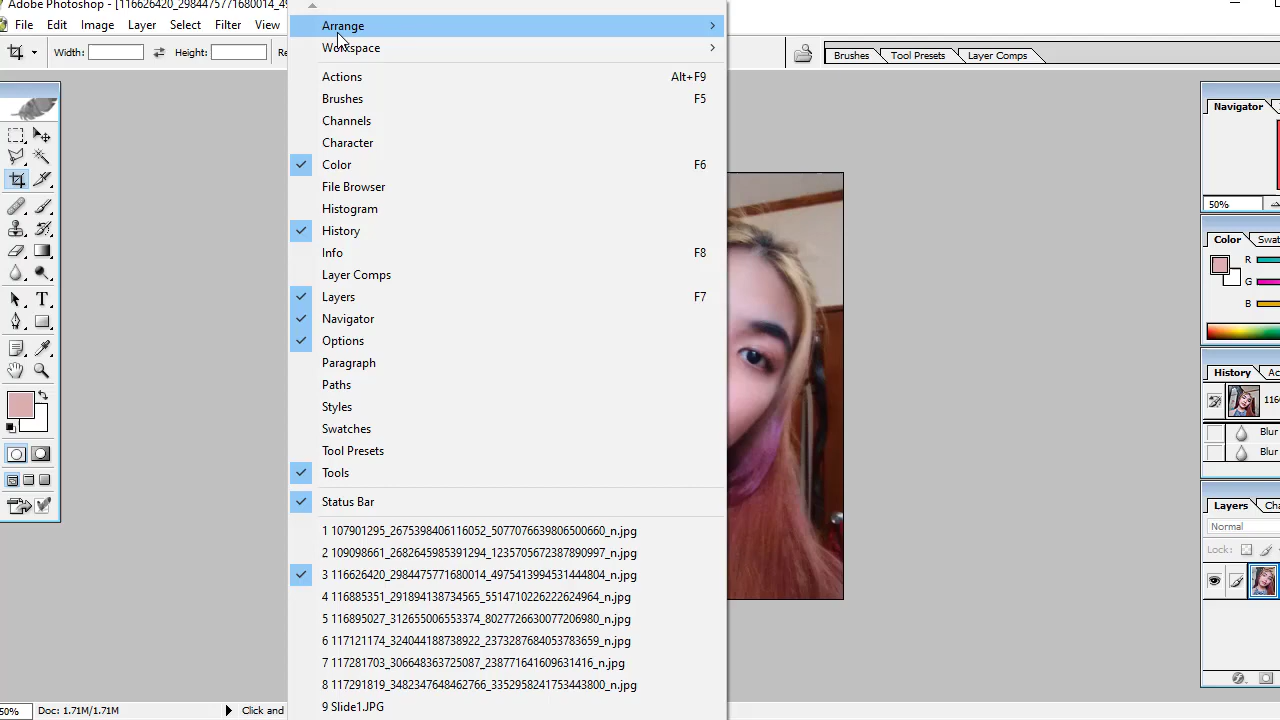 Adobe Photoshop - [116626420_2984475771680014_49
File Edit Image Layer Select Filter View
Width: Height: Re
Brushes Tool Presets Layer Comps
Arrange
Workspace
Actions Alt+F9
Brushes F5
Channels
Character
Color F6
File Browser
Histogram
History
Info F8
Layer Comps
Layers F7
Navigator
Options
Paragraph
Paths
Styles
Swatches
Tool Presets
Tools
Status Bar
1 107901295_2675398406116052_5077076639806500660_n.jpg
2 109098661_2682645985391294_1235705672387890997_n.jpg
3 116626420_2984475771680014_4975413994531444804_n.jpg
4 116885351_291894138734565_5514710226222624964_n.jpg
5 116895027_312655006553374_8027726630077206980_n.jpg
6 117121174_324044188738922_2373287684053783659_n.jpg
7 117281703_306648363725087_238771641609631416_n.jpg
8 117291819_3482347648462766_3352958241753443800_n.jpg
9 Slide1.JPG
Navigator
50%
Color Swat
R
G
B
History Ac
116
Blur
Blur
Layers Cha
Normal
Lock:
50% Doc: 1.71M/1.71M Click and